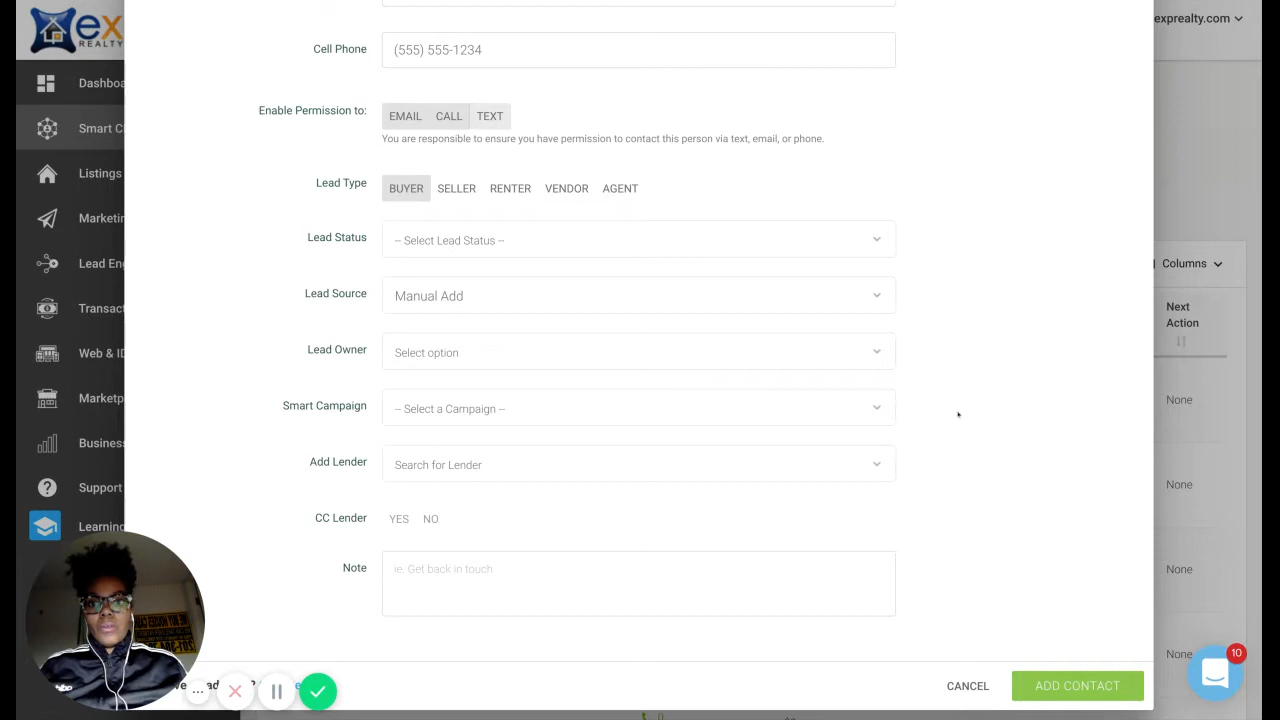 ex
REALTY
exprealty.com
Cell Phone
(555) 555-1234
Dashboa
Enable Permission to:
EMAIL CALL TEXT
You are responsible to ensure you have permission to contact this person via text, email, or phone.
Smart C
Listings
Lead Type
BUYER SELLER RENTER VENDOR AGENT
Marketin
Lead Status
-- Select Lead Status --
Lead En
Columns
Lead Source
Manual Add
Transact
Next
Action
Lead Owner
Select option
Web & ID
Marketp
Smart Campaign
-- Select a Campaign --
None
Business
Add Lender
Search for Lender
Support
None
CC Lender
YES NO
Learning
Note
ie. Get back in touch
None
None
10
CANCEL
ADD CONTACT